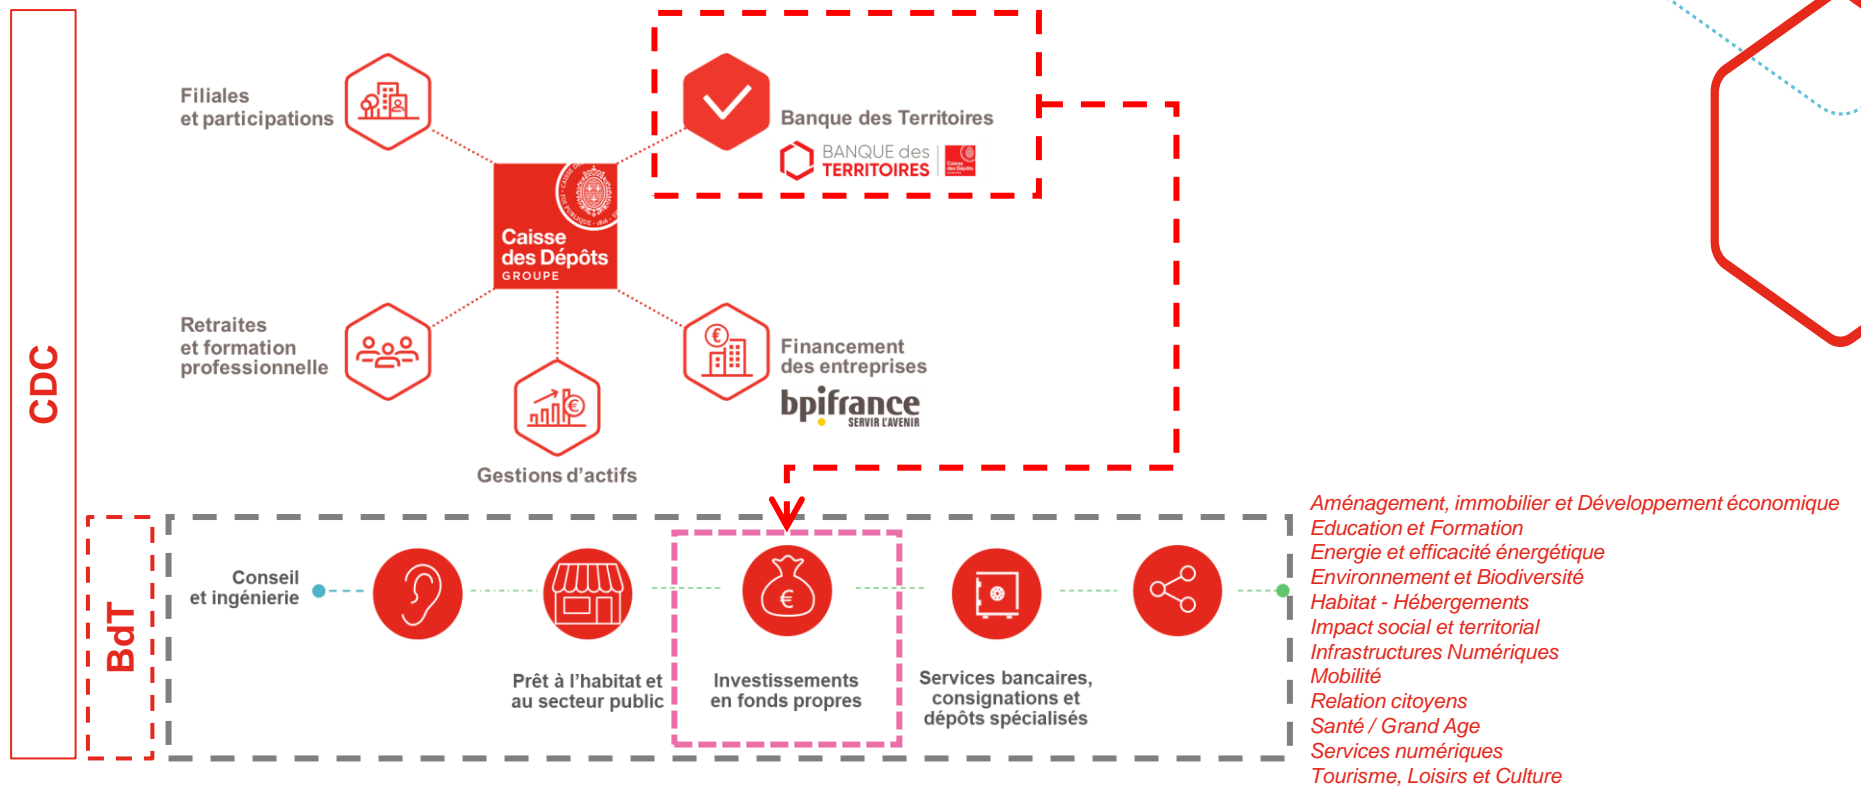 CDC
Filiales
et participations
Banque des Territoires
BANQUE des
TERRITOIRES
Caisse
des Dépôts
GROUPE
Caisse
des Dépôts
GROUPE
Retraites
et formation
professionnelle
Financement
des entreprises
bpifrance
SERVIR L'AVENIR
Gestions d'actifs
BdT
Conseil
et ingénierie
Prêt à l'habitat et
au secteur public
Investissements
en fonds propres
Services bancaires,
consignations et
dépôts spécialisés
Aménagement, immobilier et Développement économique
Education et Formation
Energie et efficacité énergétique
Environnement et Biodiversité
Habitat - Hébergements
Impact social et territorial
Infrastructures Numériques
Mobilité
Relation citoyens
Santé / Grand Age
Services numériques
Tourisme, Loisirs et Culture